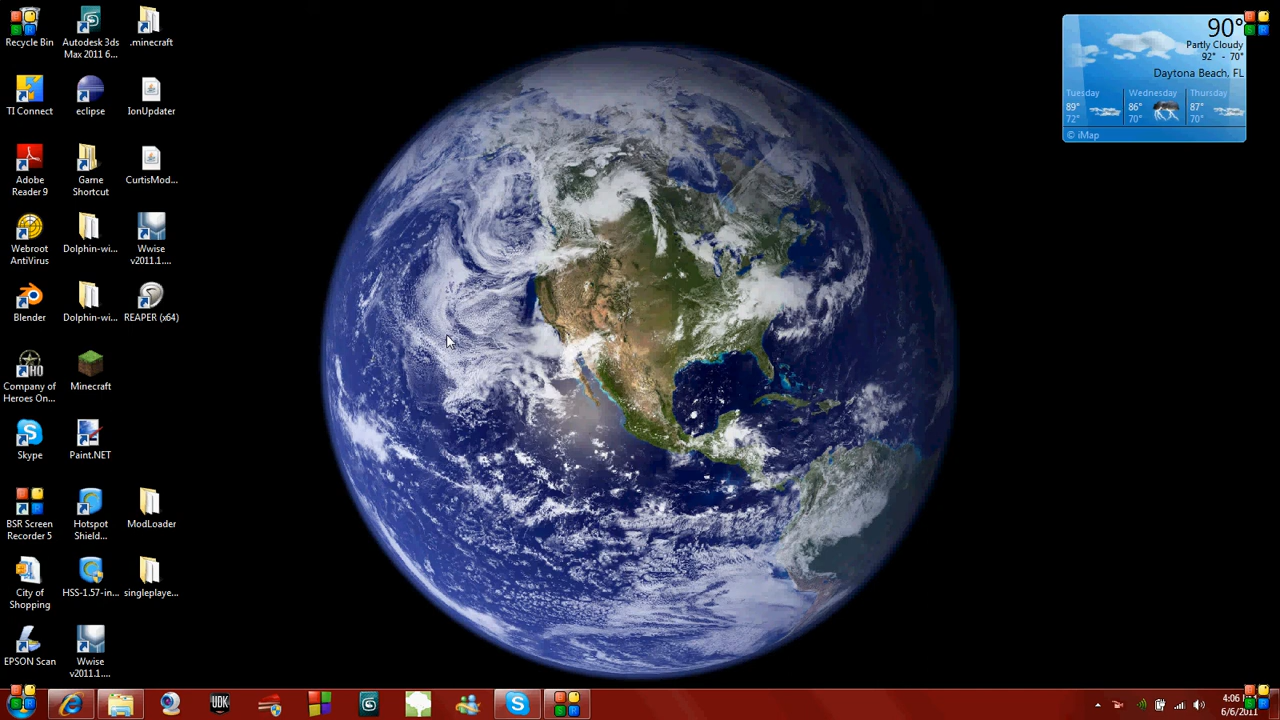 Recycle Bin
Autodesk 3ds
Max 2011 6...
.minecraft
TI Connect
eclipse
IonUpdater
Adobe
Reader 9
Game
Shortcut
CurtisMod...
Webroot
AntiVirus
Dolphin-wi...
Wwise
v2011.1....
Blender
Dolphin-wi...
REAPER (x64)
Company of
Heroes On...
Minecraft
Skype
Paint.NET
BSR Screen
Recorder 5
Hotspot
Shield...
ModLoader
City of
Shopping
HSS-1.57-in...
singleplaye...
EPSON Scan
Wwise
v2011.1....
90°
Partly Cloudy
92° - 70°
Daytona Beach, FL
Tuesday
89°
72°
Wednesday
86°
70°
Thursday
87°
70°
© iMap
UDK
4:06
6/6/2011